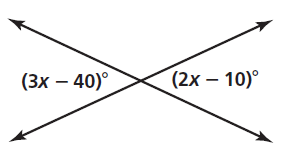 (3x – 40)° (2x – 10)°